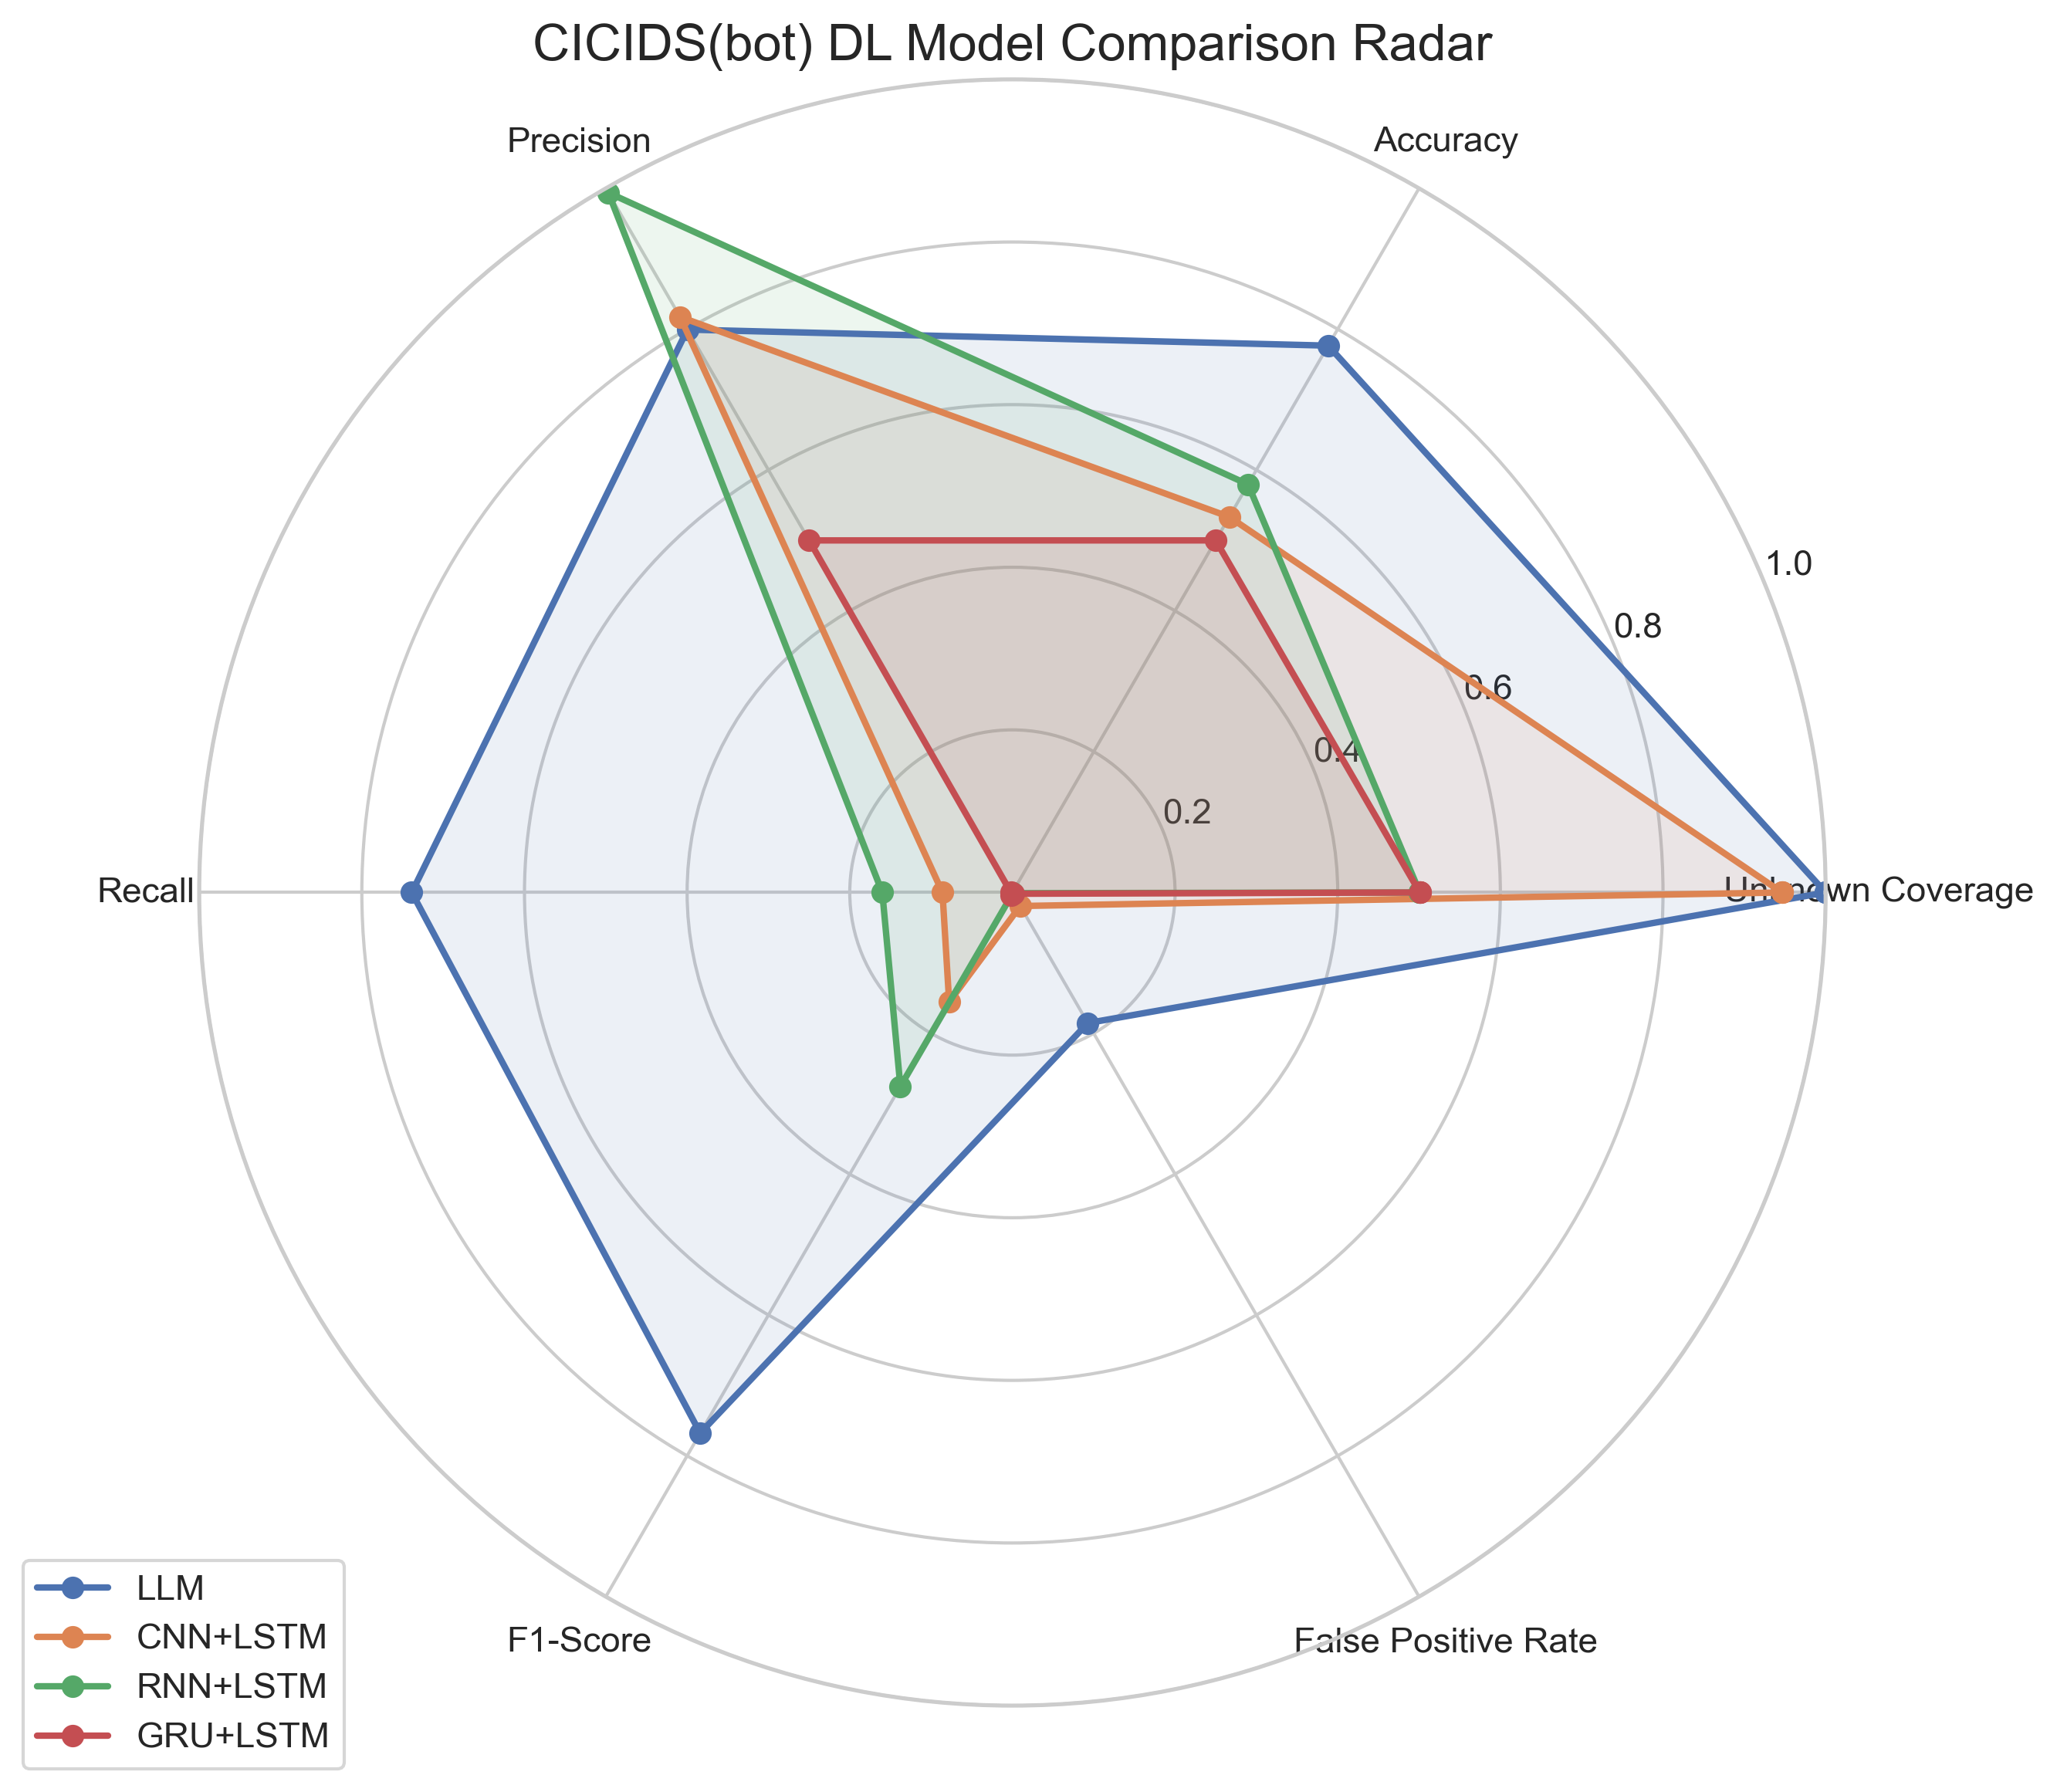 CICIDS(bot) DL Model Comparison Radar
Precision
Accuracy
1.0
0.8
0.6
0.4
0.2
Recall
Unknown Coverage
F1-Score
False Positive Rate
LLM
CNN+LSTM
RNN+LSTM
GRU+LSTM